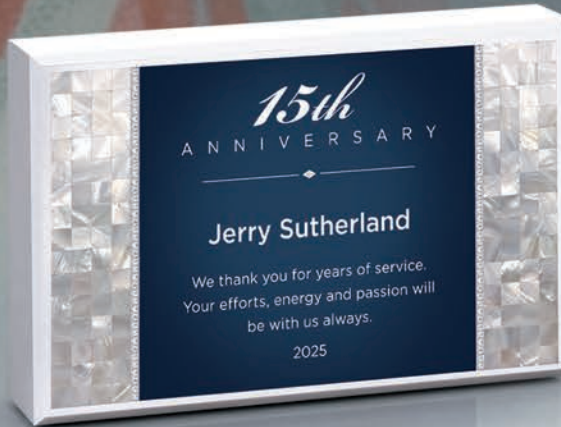 15th
ANNIVERSARY
Jerry Sutherland
We thank you for years of service.
Your efforts, energy and passion will
be with us always.
2025